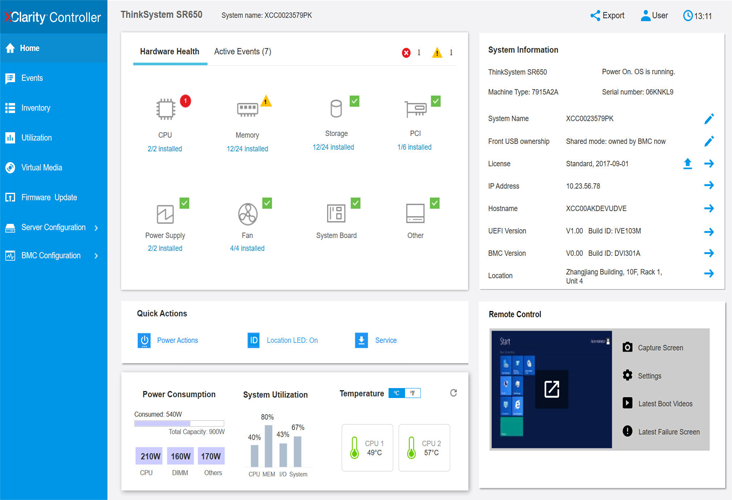 XClarity Controller
ThinkSystem SR650
System name: XCC0023579PK
Export
User
13:11
Home
Events
Inventory
Utilization
Virtual Media
Firmware Update
Server Configuration
BMC Configuration
Hardware Health
Active Events (7)
1
1
1
CPU
2/2 installed
Memory
12/24 installed
Storage
12/24 installed
PCI
1/6 installed
Power Supply
2/2 installed
Fan
4/4 installed
System Board
Other
System Information
ThinkSystem SR650
Power On. OS is running.
Machine Type: 7915A2A
Serial number: 06KNKL9
System Name
XCC0023579PK
Front USB ownership
Shared mode: owned by BMC now
License
Standard, 2017-09-01
IP Address
10.23.56.78
Hostname
XCC00AKDEVUDVE
UEFI Version
V1.00 Build ID: IVE103M
BMC Version
V0.00 Build ID: DVI301A
Location
Zhangjiang Building, 10F, Rack 1,
Unit 4
Quick Actions
Power Actions
ID
Location LED: On
Service
Power Consumption
Consumed: 540W
Total Capacity: 900W
210W
160W
170W
CPU
DIMM
Others
System Utilization
40%
80%
43%
67%
CPU
MEM
I/O
System
Temperature
°C
°F
CPU 1
49°C
CPU 2
57°C
Remote Control
Start
Capture Screen
Settings
Latest Boot Videos
Latest Failure Screen